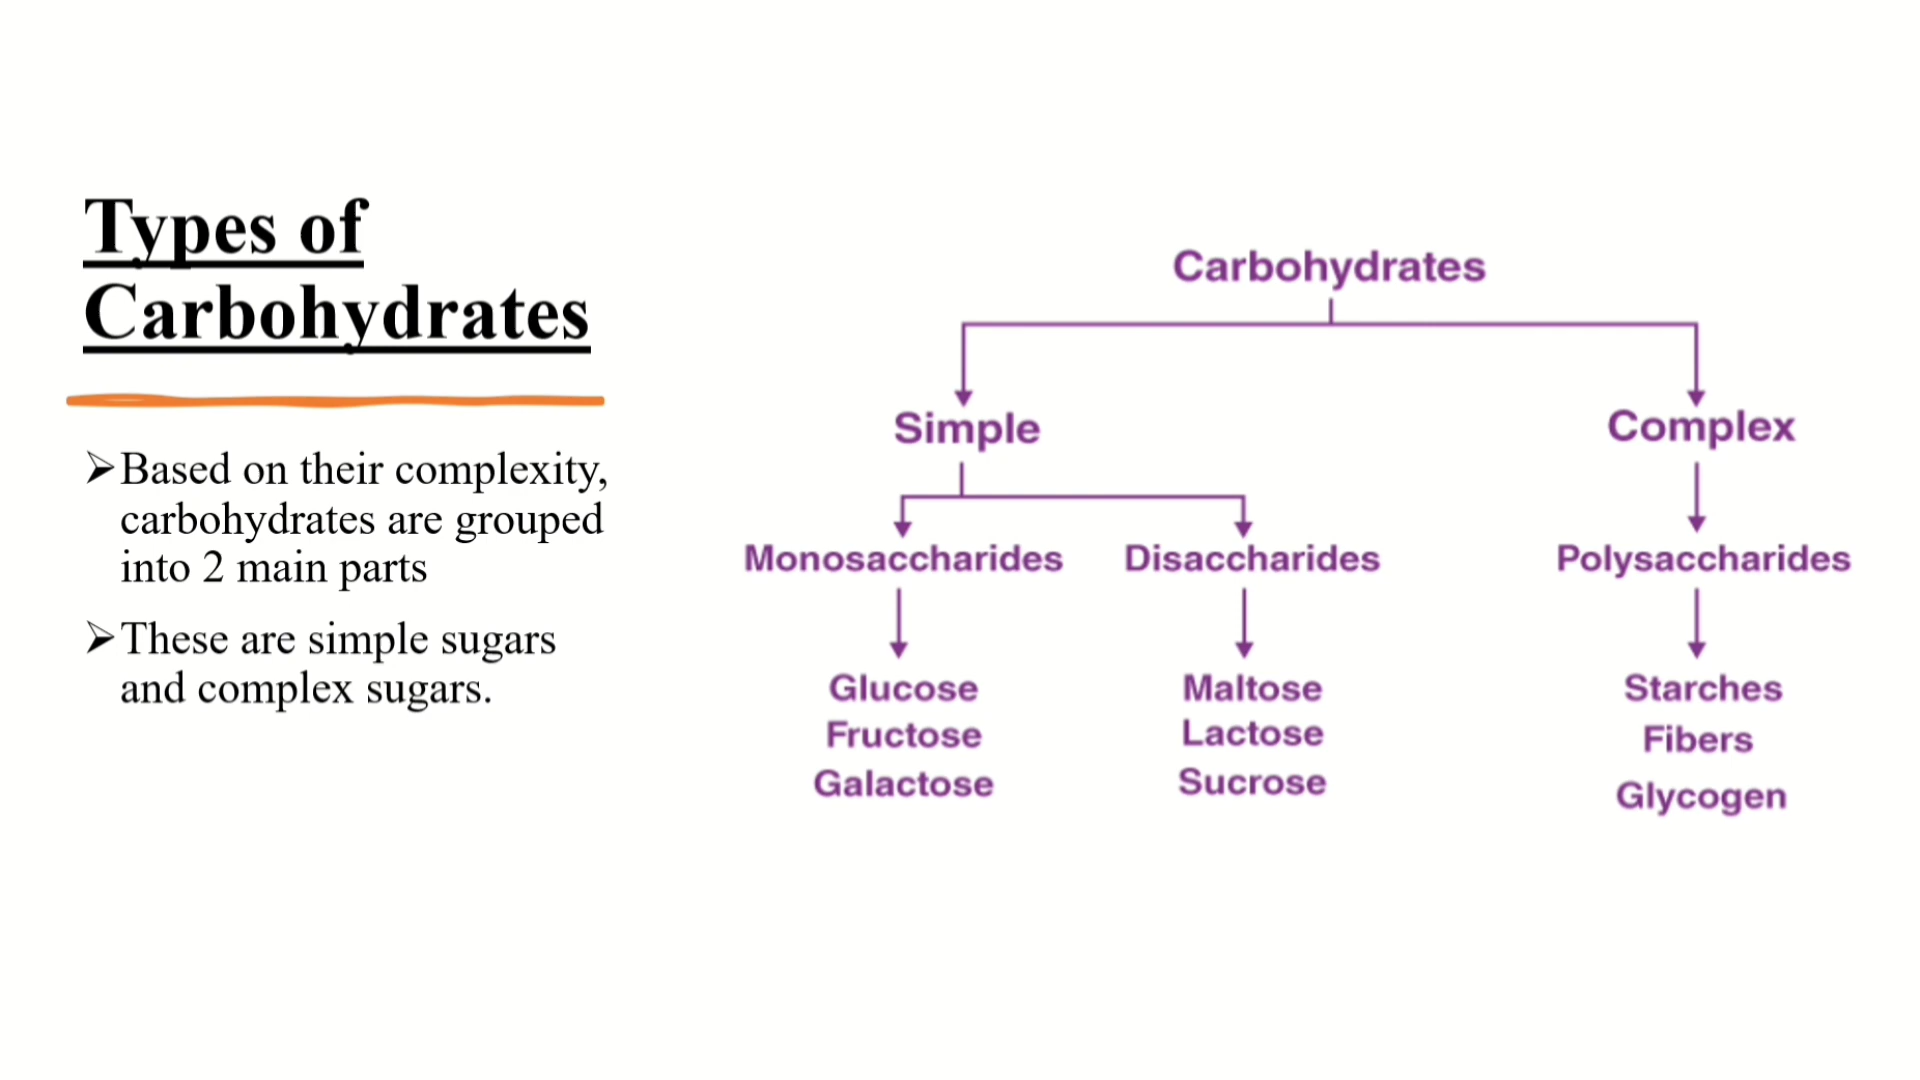 Types of
Carbohydrates
➢Based on their complexity,
carbohydrates are grouped
into 2 main parts
➢These are simple sugars
and complex sugars.
Carbohydrates
Simple
Complex
Monosaccharides
Disaccharides
Polysaccharides
Glucose
Fructose
Galactose
Maltose
Lactose
Sucrose
Starches
Fibers
Glycogen